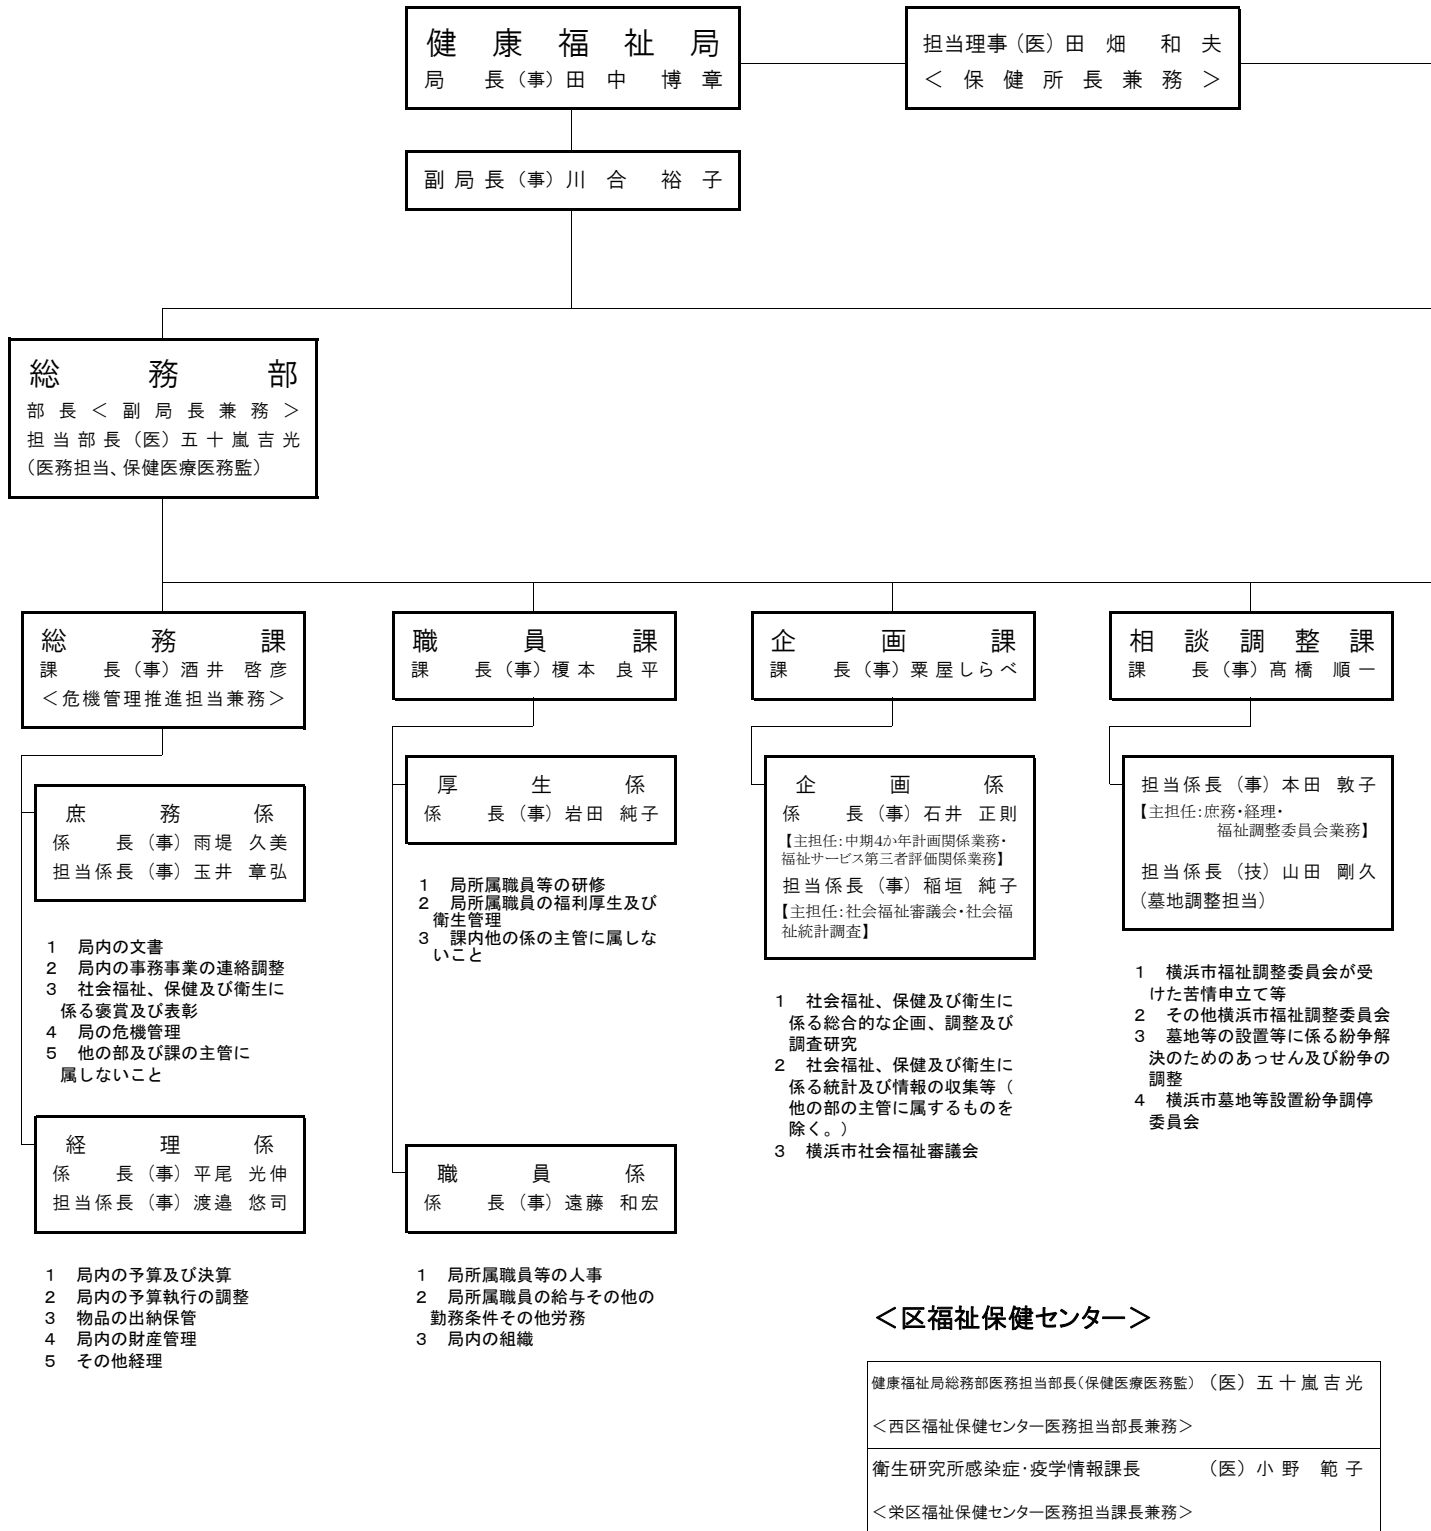 健康福祉局
局長（事）田中博章
担当理事（医）田畑和夫
＜保健所長兼務＞
副局長（事）川合裕子
総務部
部長＜副局長兼務＞
担当部長（医）五十嵐吉光
（医務担当、保健医療医務監）
総務課
課長（事）酒井啓彦
＜危機管理推進担当兼務＞
職員課
課長（事）榎本良平
企画課
課長（事）粟屋しらべ
相談調整課
課長（事）髙橋順一
庶務係
係長（事）雨堤久美
担当係長（事）玉井章弘
1 局内の文書
2 局内の事務事業の連絡調整
3 社会福祉、保健及び衛生に
係る褒賞及び表彰
4 局の危機管理
5 他の部及び課の主管に
属しないこと
経理係
係長（事）平尾光伸
担当係長（事）渡邉悠司
1 局内の予算及び決算
2 局内の予算執行の調整
3 物品の出納保管
4 局内の財産管理
5 その他経理
厚生係
係長（事）岩田純子
1 局所属職員等の研修
2 局所属職員の福利厚生及び
衛生管理
3 課内他の係の主管に属しな
いこと
職員係
係長（事）遠藤和宏
1 局所属職員等の人事
2 局所属職員の給与その他の
勤務条件その他労務
3 局内の組織
企画係
係長（事）石井正則
【主担任：中期4か年計画関係業務・
福祉サービス第三者評価関係業務】
担当係長（事）稲垣純子
【主担任：社会福祉審議会・社会福
祉統計調査】
1 社会福祉、保健及び衛生に
係る総合的な企画、調整及び
調査研究
2 社会福祉、保健及び衛生に
係る統計及び情報の収集等（
他の部の主管に属するものを
除く。）
3 横浜市社会福祉審議会
担当係長（事）本田敦子
【主担任：庶務・経理・
福祉調整委員会業務】
担当係長（技）山田剛久
（墓地調整担当）
1 横浜市福祉調整委員会が受
けた苦情申立て等
2 その他横浜市福祉調整委員会
3 墓地等の設置等に係る紛争解
決のためのあっせん及び紛争の
調整
4 横浜市墓地等設置紛争調停
委員会
＜区福祉保健センター＞
健康福祉局総務部医務担当部長（保健医療医務監）（医）五十嵐吉光
＜西区福祉保健センター医務担当部長兼務＞
衛生研究所感染症・疫学情報課長（医）小野範子
＜栄区福祉保健センター医務担当課長兼務＞